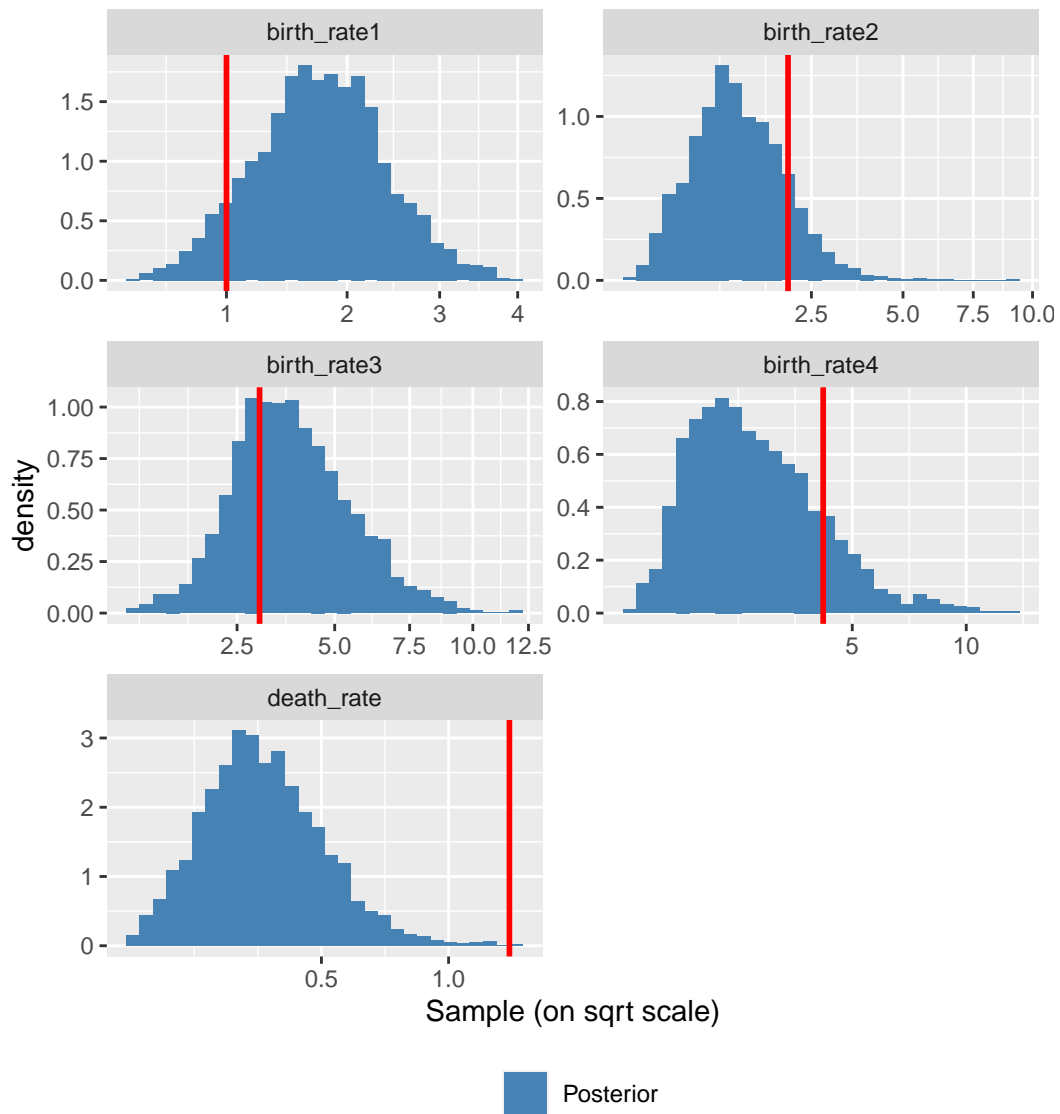 birth_rate1
birth_rate2
1.5
1.0
0.5
0.0
1.0
0.5
0.0
1 2 3 4
2.5 5.0 7.5 10.0
birth_rate3
birth_rate4
1.00
0.75
0.50
0.25
0.00
0.8
0.6
0.4
0.2
0.0
density
2.5 5.0 7.5 10.0 12.5
5 10
death_rate
3
2
1
0
0.5 1.0
Sample (on sqrt scale)
Posterior